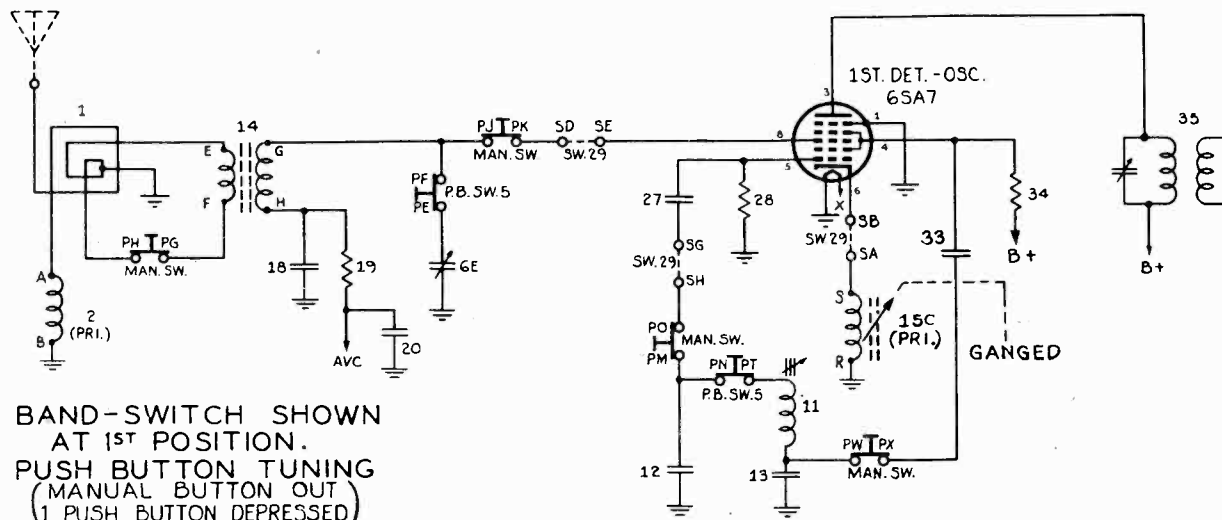 1
14
E
F
G
H
PH PG
MAN. SW.
A
B
2
(PRI.)
18
19
20
AVC
PF
PE
P.B. SW. 5
6E
PJ PK
MAN. SW.
SD SE
SW. 29
1ST. DET. - OSC.
6SA7
3
1
8
4
5
6
X
27
28
SG
SW. 29
SH
PO
PM
MAN. SW.
PN PT
P.B. SW. 5
11
12
13
PW PX
MAN. SW.
SB
SW 29
SA
S
R
15C
(PRI.)
GANGED
33
34
B+
35
B+
BAND-SWITCH SHOWN
AT 1ST POSITION.
PUSH BUTTON TUNING
(MANUAL BUTTON OUT
1 PUSH BUTTON DEPRESSED)